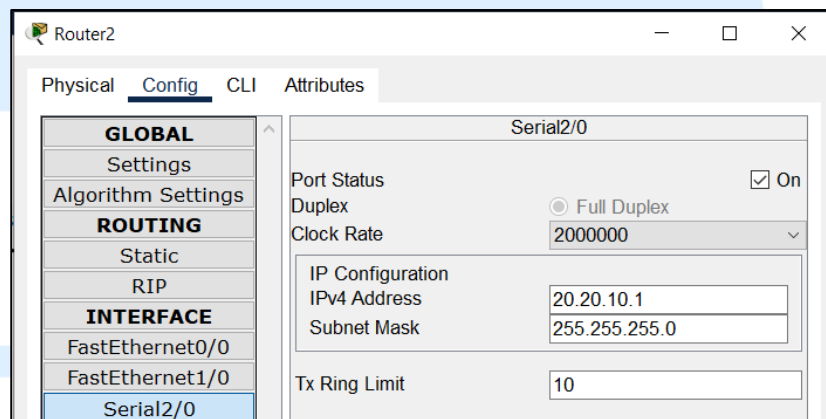 Router2
Physical Config CLI Attributes
GLOBAL
Settings
Algorithm Settings
ROUTING
Static
RIP
INTERFACE
FastEthernet0/0
FastEthernet1/0
Serial2/0
Serial2/0
Port Status On
Duplex Full Duplex
Clock Rate 2000000
IP Configuration
IPv4 Address 20.20.10.1
Subnet Mask 255.255.255.0
Tx Ring Limit 10